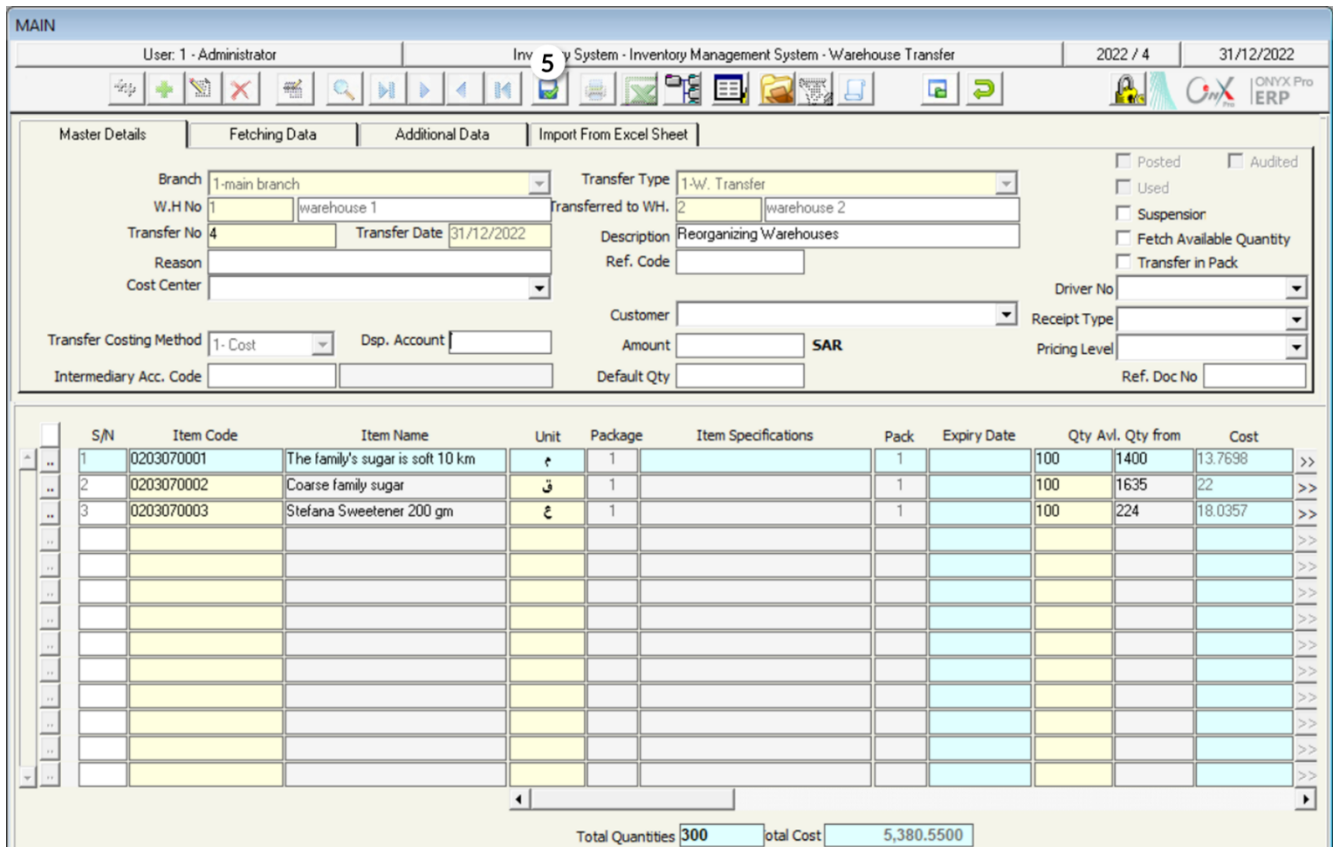 MAIN
User: 1 - Administrator Inventory System - Inventory Management System - Warehouse Transfer 2022 / 4 31/12/2022
5
OnyX Pro ONYX Pro ERP
Master Details Fetching Data Additional Data Import From Excel Sheet
Posted Audited
Branch 1-main branch Transfer Type 1-W. Transfer Used
W.H No 1 warehouse 1 Transferred to WH. 2 warehouse 2 Suspension
Transfer No 4 Transfer Date 31/12/2022 Description Reorganizing Warehouses Fetch Available Quantity
Reason Ref. Code Transfer in Pack
Cost Center Driver No
Customer Receipt Type
Transfer Costing Method 1- Cost Dsp. Account Amount SAR Pricing Level
Intermediary Acc. Code Default Qty Ref. Doc No
S/N Item Code Item Name Unit Package Item Specifications Pack Expiry Date Qty Avl. Qty from Cost
.. 1 0203070001 The family's sugar is soft 10 km م 1 1 100 1400 13.7698 >>
.. 2 0203070002 Coarse family sugar ق 1 1 100 1635 22 >>
.. 3 0203070003 Stefana Sweetener 200 gm ع 1 1 100 224 18.0357 >>
.. >>
.. >>
.. >>
.. >>
.. >>
.. >>
.. >>
.. >>
.. >>
.. >>
Total Quantities 300 otal Cost 5,380.5500